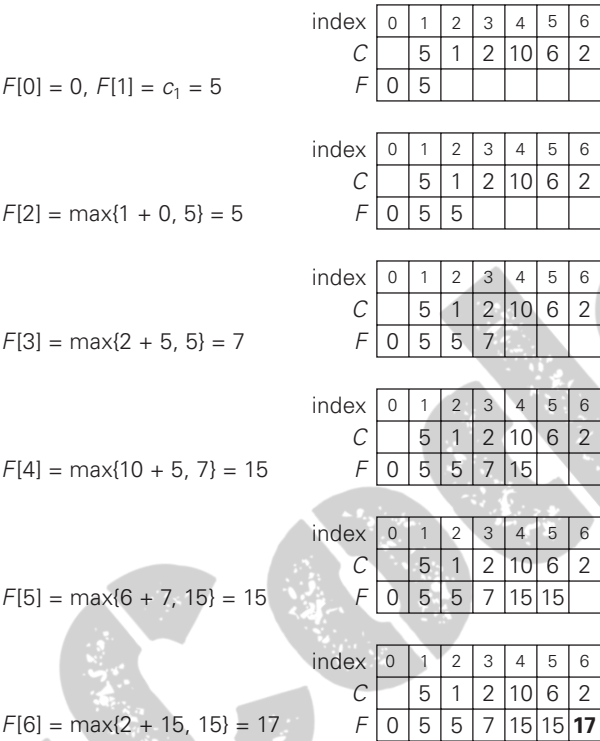 index 0 1 2 3 4 5 6
C 5 1 2 10 6 2
F[0] = 0, F[1] = c₁ = 5 F 0 5
index 0 1 2 3 4 5 6
C 5 1 2 10 6 2
F[2] = max{1 + 0, 5} = 5 F 0 5 5
index 0 1 2 3 4 5 6
C 5 1 2 10 6 2
F[3] = max{2 + 5, 5} = 7 F 0 5 5 7
index 0 1 2 3 4 5 6
C 5 1 2 10 6 2
F[4] = max{10 + 5, 7} = 15 F 0 5 5 7 15
index 0 1 2 3 4 5 6
C 5 1 2 10 6 2
F[5] = max{6 + 7, 15} = 15 F 0 5 5 7 15 15
index 0 1 2 3 4 5 6
C 5 1 2 10 6 2
F[6] = max{2 + 15, 15} = 17 F 0 5 5 7 15 15 17